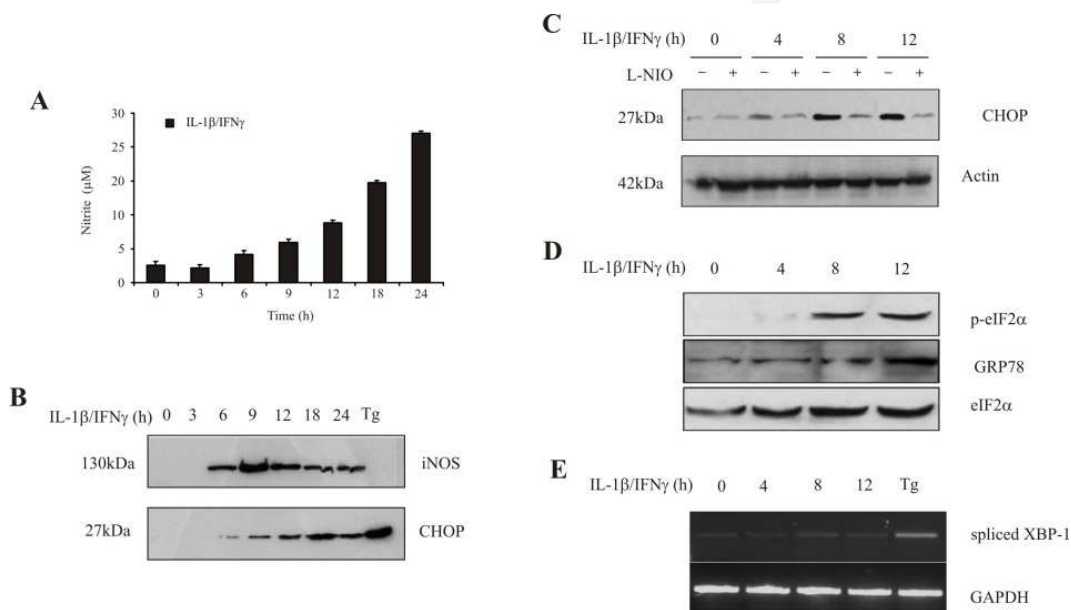 A
30
20
10
5
0
Nitrite (µM)
IL-1β/IFNγ
0 3 6 9 12 18 24
Time (h)
B
IL-1β/IFNγ (h) 0 3 6 9 12 18 24 Tg
130kDa iNOS
27kDa CHOP
C
IL-1β/IFNγ (h) 0 4 8 12
L-NIO – + – + – + – +
27kDa CHOP
42kDa Actin
D
IL-1β/IFNγ (h) 0 4 8 12
p-eIF2α
GRP78
eIF2α
E
IL-1β/IFNγ (h) 0 4 8 12 Tg
spliced XBP-1
GAPDH